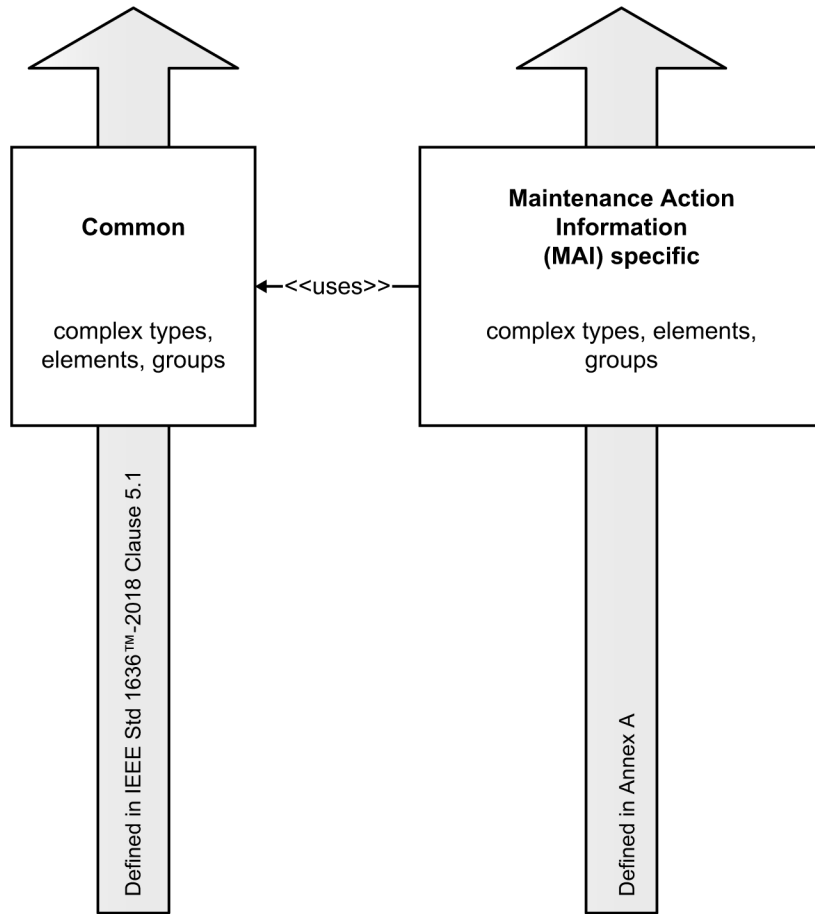 Common
complex types,
elements, groups
<<uses>>
Maintenance Action
Information
(MAI) specific
complex types, elements,
groups
Defined in IEEE Std 1636™-2018 Clause 5.1
Defined in Annex A